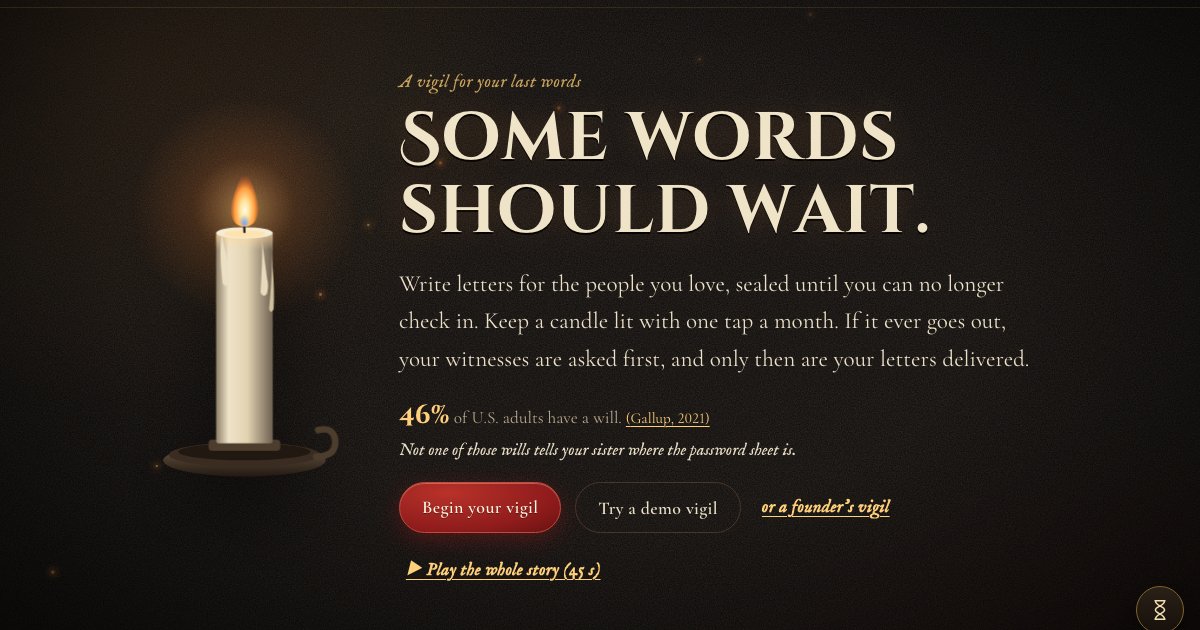 A vigil for your last words
SOME WORDS
SHOULD WAIT.
Write letters for the people you love, sealed until you can no longer
check in. Keep a candle lit with one tap a month. If it ever goes out,
your witnesses are asked first, and only then are your letters delivered.
46% of U.S. adults have a will. (Gallup, 2021)
Not one of those wills tells your sister where the password sheet is.
Begin your vigil Try a demo vigil or a founder’s vigil
▶ Play the whole story (45 s)